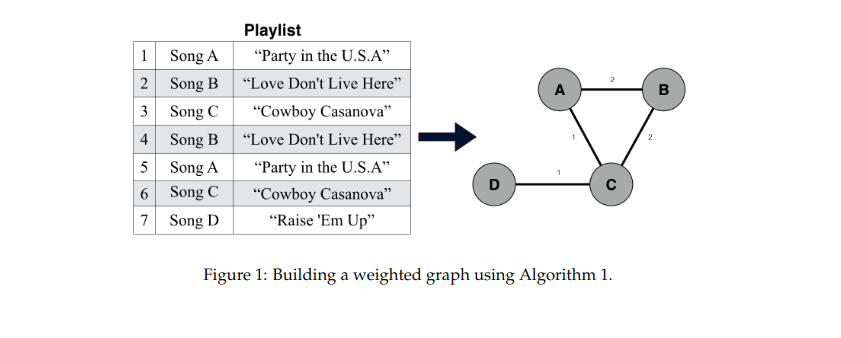 Playlist
1 Song A “Party in the U.S.A”
2 Song B “Love Don't Live Here”
3 Song C “Cowboy Casanova”
4 Song B “Love Don't Live Here”
5 Song A “Party in the U.S.A”
6 Song C “Cowboy Casanova”
7 Song D “Raise 'Em Up”
2
A B
1 2
1
D C
Figure 1: Building a weighted graph using Algorithm 1.